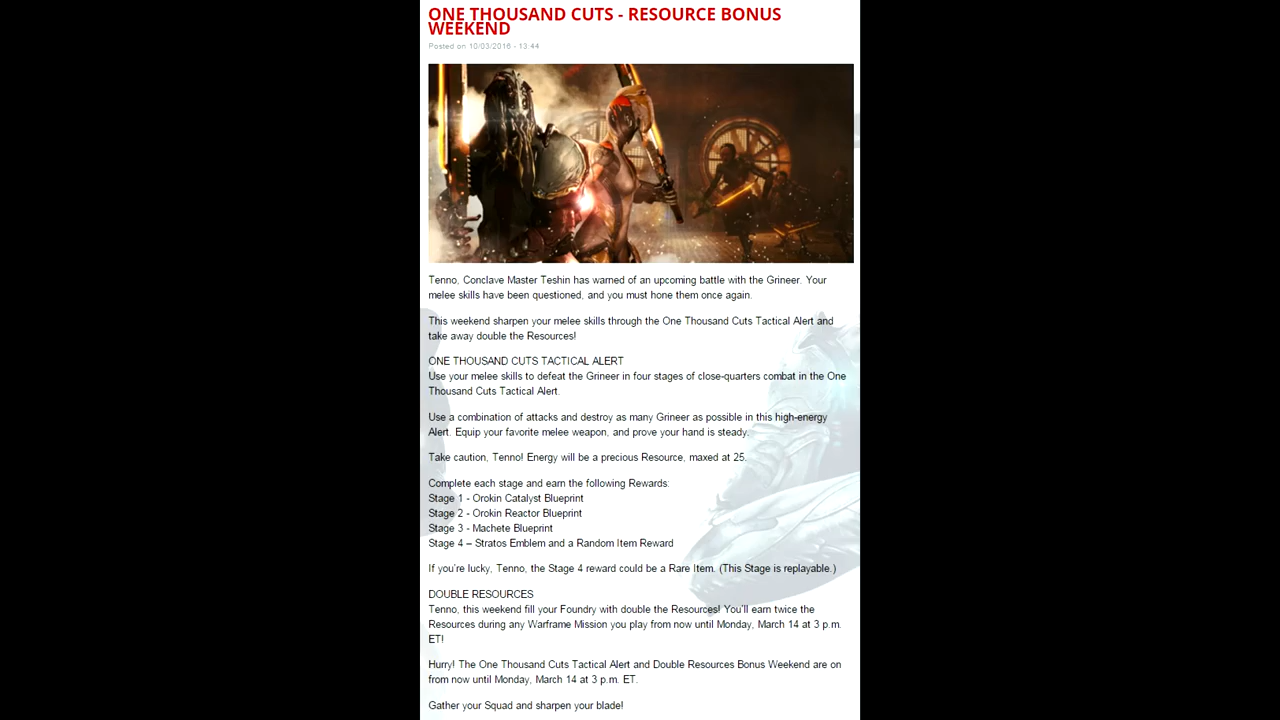 ONE THOUSAND CUTS - RESOURCE BONUS
WEEKEND
Posted on 10/03/2016 - 13:44
Tenno, Conclave Master Teshin has warned of an upcoming battle with the Grineer. Your
melee skills have been questioned, and you must hone them once again.
This weekend sharpen your melee skills through the One Thousand Cuts Tactical Alert and
take away double the Resources!
ONE THOUSAND CUTS TACTICAL ALERT
Use your melee skills to defeat the Grineer in four stages of close-quarters combat in the One
Thousand Cuts Tactical Alert.
Use a combination of attacks and destroy as many Grineer as possible in this high-energy
Alert. Equip your favorite melee weapon, and prove your hand is steady.
Take caution, Tenno! Energy will be a precious Resource, maxed at 25.
Complete each stage and earn the following Rewards:
Stage 1 - Orokin Catalyst Blueprint
Stage 2 - Orokin Reactor Blueprint
Stage 3 - Machete Blueprint
Stage 4 – Stratos Emblem and a Random Item Reward
If you're lucky, Tenno, the Stage 4 reward could be a Rare Item. (This Stage is replayable.)
DOUBLE RESOURCES
Tenno, this weekend fill your Foundry with double the Resources! You'll earn twice the
Resources during any Warframe Mission you play from now until Monday, March 14 at 3 p.m.
ET!
Hurry! The One Thousand Cuts Tactical Alert and Double Resources Bonus Weekend are on
from now until Monday, March 14 at 3 p.m. ET.
Gather your Squad and sharpen your blade!